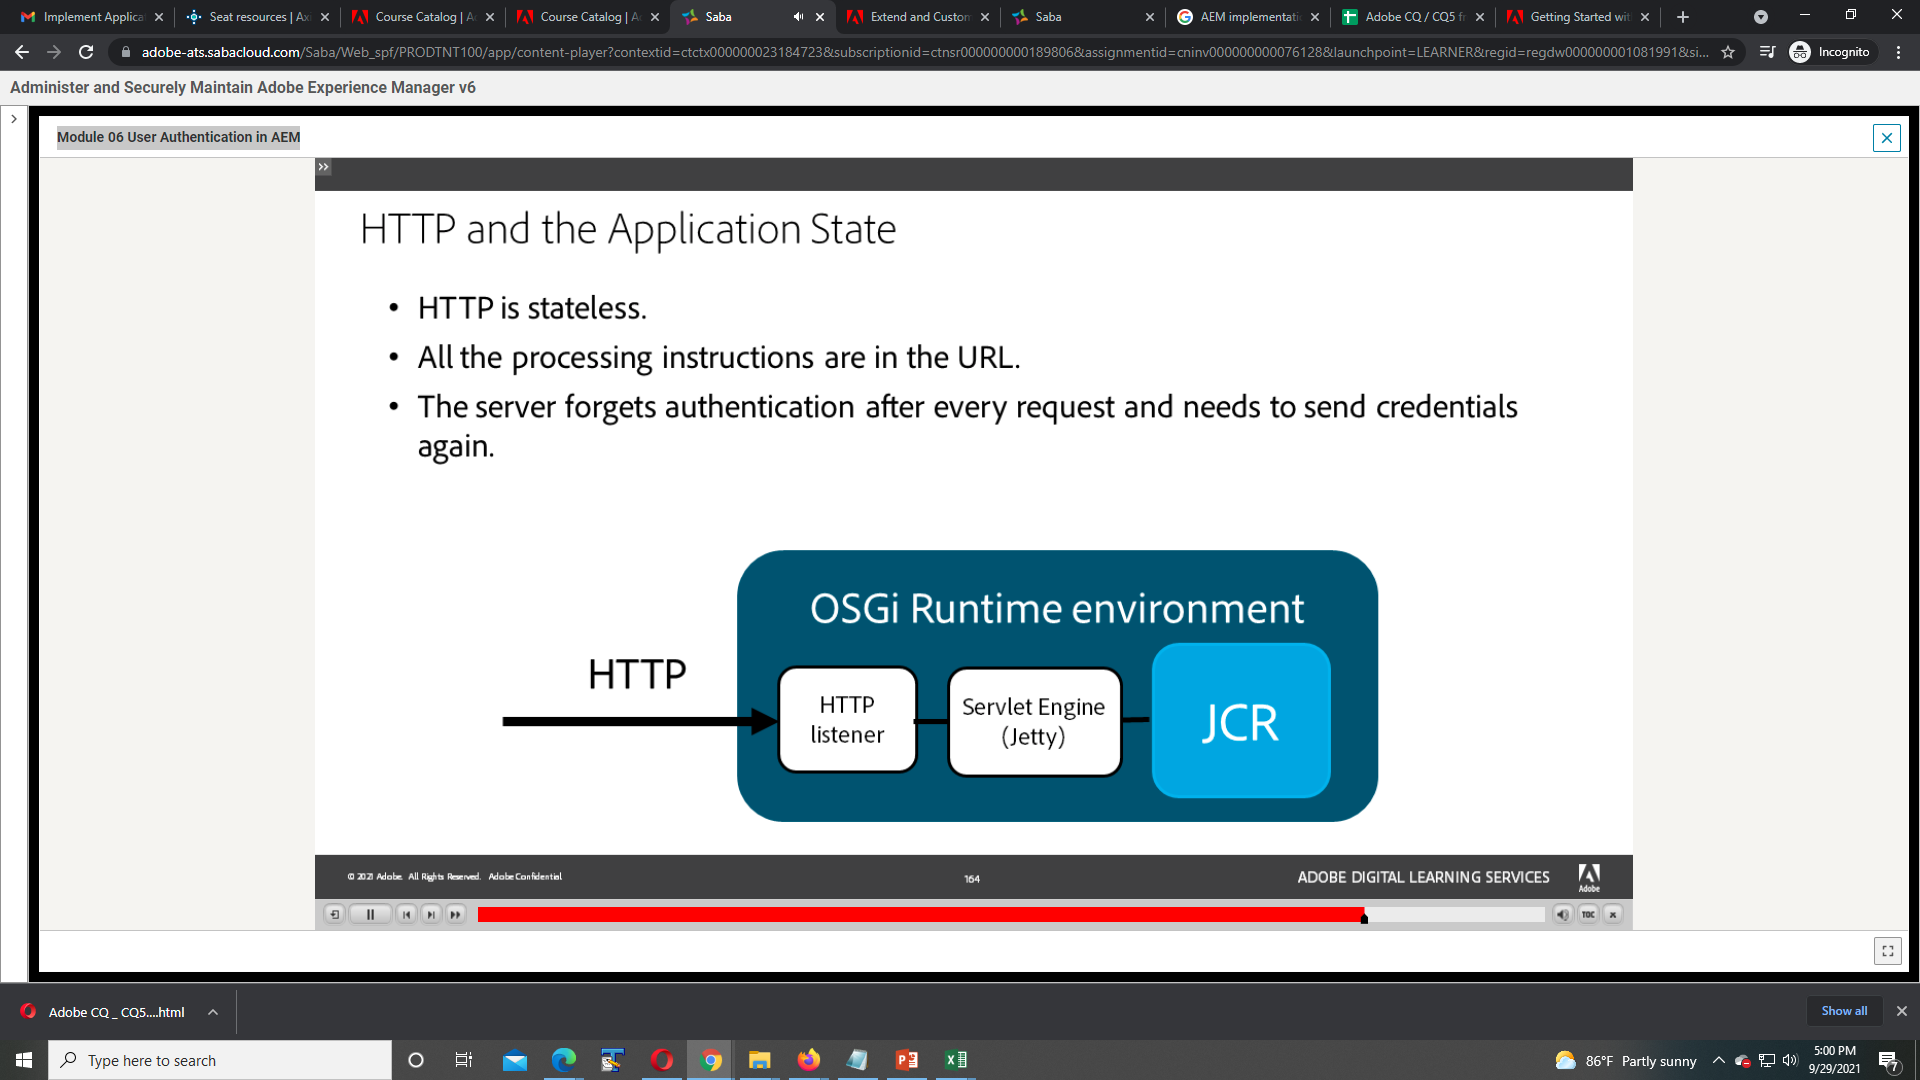 Implement Applica
Seat resources | Ax
Course Catalog | A
Course Catalog | A
Saba
Extend and Custom
Saba
AEM implementati
Adobe CQ / CQ5 f
Getting Started wit
adobe-ats.sabacloud.com/Saba/Web_spf/PRODTNT100/app/content-player?contextid=ctctx000000023184723&subscriptionid=ctnsr000000000189806&assignmentid=cninv000000000076128&launchpoint=LEARNER&regid=regdw000000001081991&si...
Incognito
Administer and Securely Maintain Adobe Experience Manager v6
Module 06 User Authentication in AEM
HTTP and the Application State
• HTTP is stateless.
• All the processing instructions are in the URL.
• The server forgets authentication after every request and needs to send credentials
again.
OSGi Runtime environment
HTTP
HTTP
listener
Servlet Engine
(Jetty)
JCR
© 2021 Adobe. All Rights Reserved. Adobe Confidential
164
ADOBE DIGITAL LEARNING SERVICES
Adobe
TOC
Adobe CQ _ CQ5....html
Show all
Type here to search
86°F Partly sunny
5:00 PM
9/29/2021
7